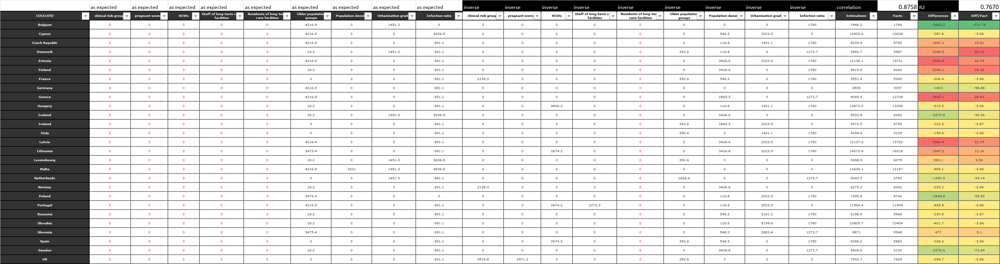 as expected as expected as expected as expected as expected as expected as expected as expected as expected inverse inverse inverse inverse inverse inverse inverse inverse inverse correlation 0.8758 R2 0.7670
COCO:STD clinical risk group pregnant wome HCWs Staff of long-term c facilities Residents of long-ter care facilities Older population groups Population densi Urbanisation grad Infection ratio clinical risk group pregnant wome HCWs Staff of long-term c facilities Residents of long-ter care facilities Older population groups Population densi Urbanisation grad Infection ratio Estimations Facts Differences Diff/Fact
Belgium 0 0 0 0 0 4216.9 0 1451.3 0 0 0 0 0 0 0 0 0 1780 7448.2 1766 -5682.2 -321.76
Cyprus 0 0 0 0 0 4216.9 0 0 3636.9 0 0 0 0 0 0 548.3 2023.5 0 10425.6 10038 -387.6 -3.86
Czech Republic 0 0 0 0 0 4216.9 0 0 691.1 0 0 0 0 0 0 116.8 1431.1 1780 8235.9 9783 1547.1 15.81
Denmark 0 0 0 0 0 18.2 0 1451.3 691.1 0 0 0 0 0 392.6 116.8 0 1272.7 3942.7 5987 2044.3 34.15
Estonia 0 0 0 0 0 4216.9 0 0 691.1 0 0 0 0 0 0 3426.6 2023.5 1780 12138.1 15721 3582.9 22.79
Finland 0 0 0 0 0 18.2 0 0 691.1 0 0 0 0 0 0 3426.6 0 1780 5915.9 8260 2344.1 28.38
France 0 0 0 0 0 0 0 0 691.1 2139.3 0 0 0 0 392.6 548.3 0 1780 5551.4 5345 -206.4 -3.86
Germany 0 0 0 0 0 4216.9 0 0 691.1 0 0 0 0 0 0 0 0 0 4908 3097 -1811 -58.48
Greece 0 0 0 0 0 4216.9 0 0 691.1 0 0 0 0 0 0 2865.3 0 1272.7 9045.9 12708 3662.1 28.82
Hungary 0 0 0 0 0 18.2 0 0 691.1 0 0 9836.3 0 0 0 116.8 1431.1 1780 13873.5 13358 -515.5 -3.86
Iceland 0 0 0 0 0 18.2 0 1451.3 3636.9 0 0 0 0 0 0 3426.6 0 0 8532.9 6262 -2270.9 -36.26
Ireland 0 0 0 0 0 0 0 0 691.1 0 0 0 0 0 392.6 2865.3 2023.5 0 5972.5 5750 -222.5 -3.87
Italy 0 0 0 0 0 0 0 0 691.1 0 0 0 0 0 392.6 0 1431.1 1780 4294.8 4135 -159.8 -3.86
Latvia 0 0 0 0 0 4216.4 0 0 691.1 0 0 0 0 0 0 3426.6 2023.5 1780 12137.6 15720 3582.4 22.79
Lithuania 0 0 0 0 0 3475.4 0 0 691.1 0 0 2674.2 0 0 0 3426.6 2023.5 1780 14070.8 16018 1947.2 12.16
Luxembourg 0 0 0 0 0 18.2 0 1451.3 3636.9 0 0 0 0 0 392.6 0 0 0 5498.9 6079 580.1 9.54
Malta 0 0 0 0 0 4216.9 3331 1451.3 3636.9 0 0 0 0 0 0 0 0 0 12636.1 12167 -469.1 -3.86
Netherlands 0 0 0 0 0 0 0 1451.3 691.1 0 0 0 0 0 1628.4 0 0 1272.7 5043.5 3760 -1283.5 -34.14
Norway 0 0 0 0 0 18.2 0 0 691.1 2139.3 0 0 0 0 0 3426.6 0 0 6275.2 6042 -233.2 -3.86
Poland 0 0 0 0 0 3475.4 0 0 0 0 0 0 0 0 0 116.8 2023.5 1780 7395.8 4746 -2649.8 -55.83
Portugal 0 0 0 0 0 4216.9 0 0 691.1 0 0 2674.2 2272.3 0 0 116.8 2023.5 0 11994.8 11549 -445.8 -3.86
Romania 0 0 0 0 0 18.2 0 0 691.1 0 0 0 0 0 0 548.3 3161.2 1780 6198.9 5968 -230.9 -3.87
Slovakia 0 0 0 0 0 18.2 0 0 691.1 0 0 0 0 0 0 116.8 8199.6 1780 10805.7 10404 -401.7 -3.86
Slovenia 0 0 0 0 0 3475.4 0 0 691.1 0 0 0 0 0 0 548.3 2883.4 1272.7 8871 9348 477 5.1
Spain 0 0 0 0 0 0 0 0 691.1 0 0 2674.2 0 0 392.6 548.3 0 1780 6086.2 5860 -226.2 -3.86
Sweden 0 0 0 0 0 18.2 0 0 691.1 0 0 0 0 0 0 3426.6 0 1272.7 5408.6 3132 -2276.6 -72.69
UK 0 0 0 0 0 0 0 0 691.1 3878.8 2971.2 0 0 0 392.6 0 0 0 7933.7 7639 -294.7 -3.86